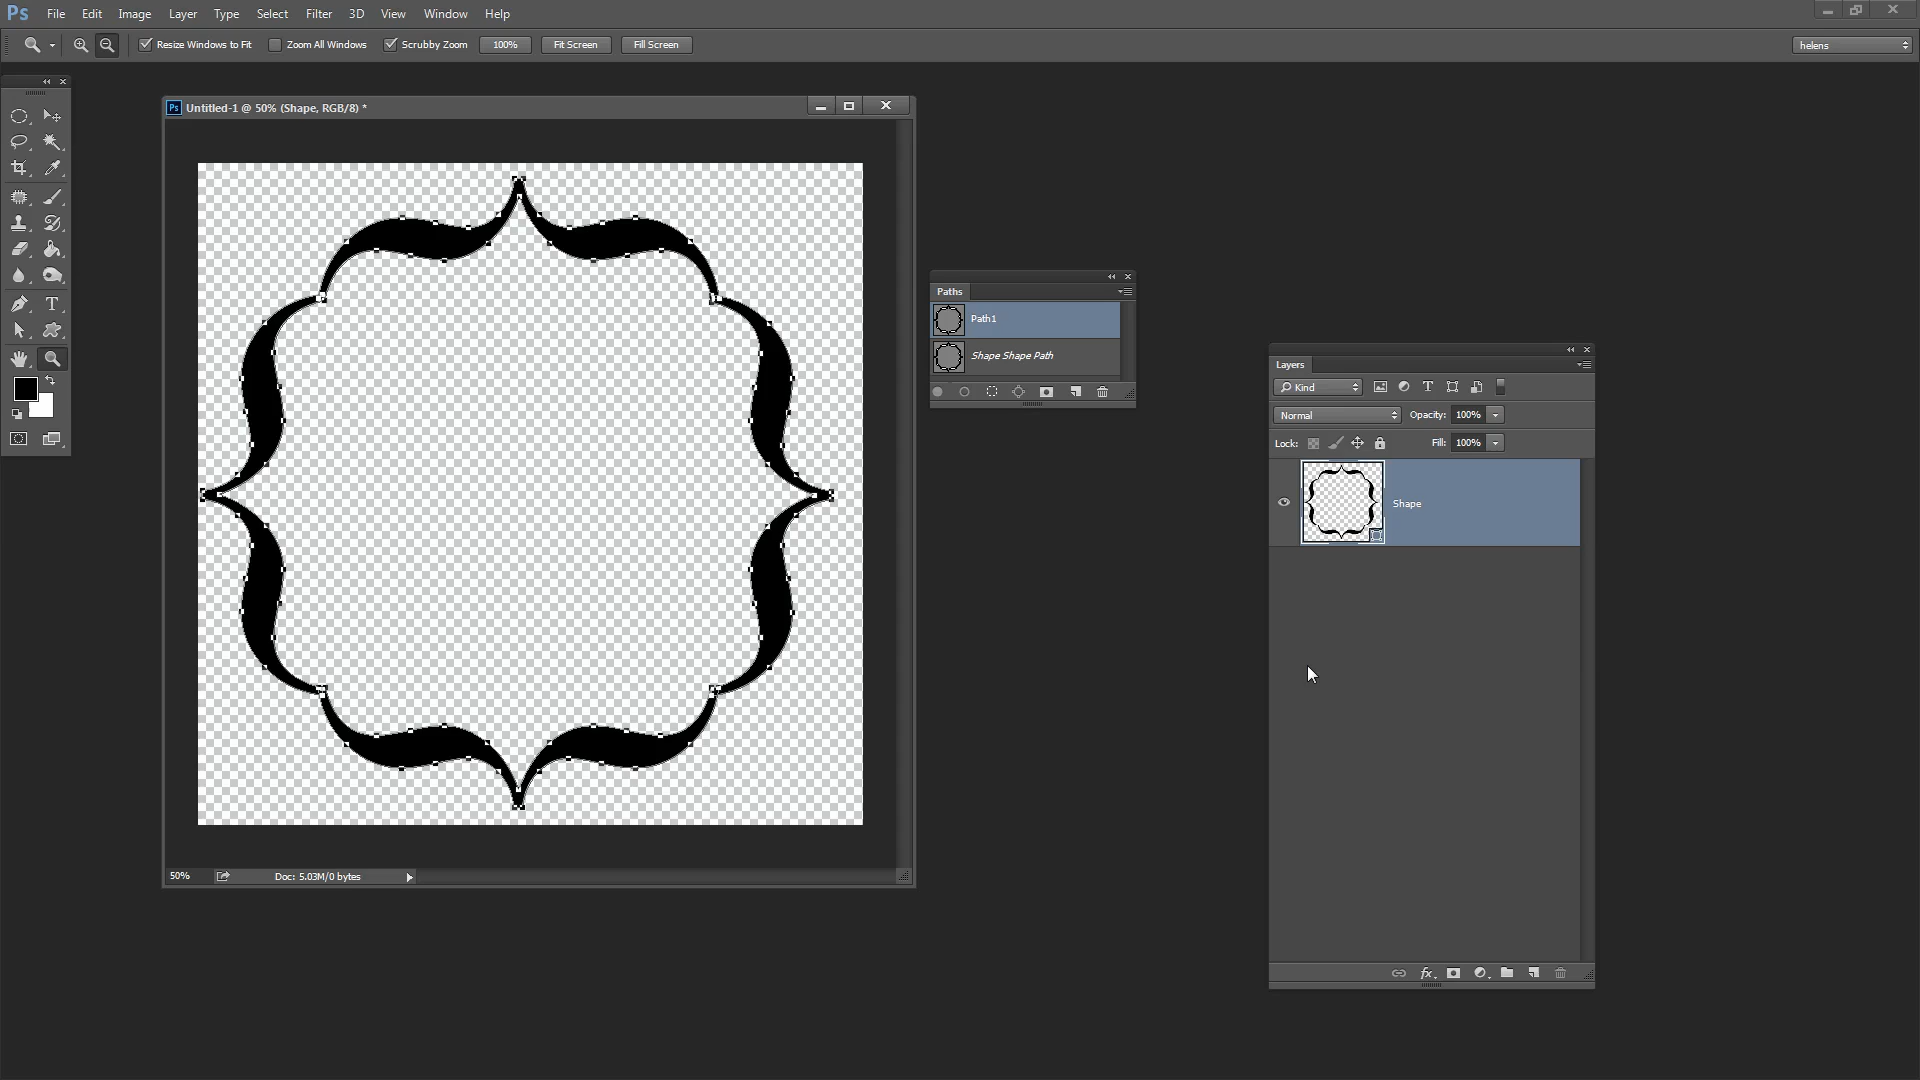 Ps File Edit Image Layer Type Select Filter 3D View Window Help
Resize Windows to Fit Zoom All Windows Scrubby Zoom 100% Fit Screen Fill Screen helens
Ps Untitled-1 @ 50% (Shape, RGB/8) *
T
Paths
Path1
Shape Shape Path
Layers
Kind T
Normal Opacity: 100%
Lock: Fill: 100%
Shape
50% Doc: 5.03M/0 bytes
fx